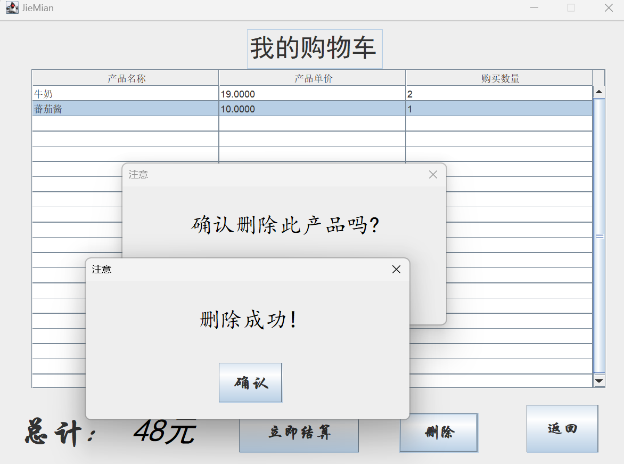 JieMian
我的购物车
产品名称 产品单价 购买数量
牛奶 19.0000 2
番茄酱 10.0000 1
注意
确认删除此产品吗?
注意
删除成功!
确认
总计: 48元 立即结算 删除 返回